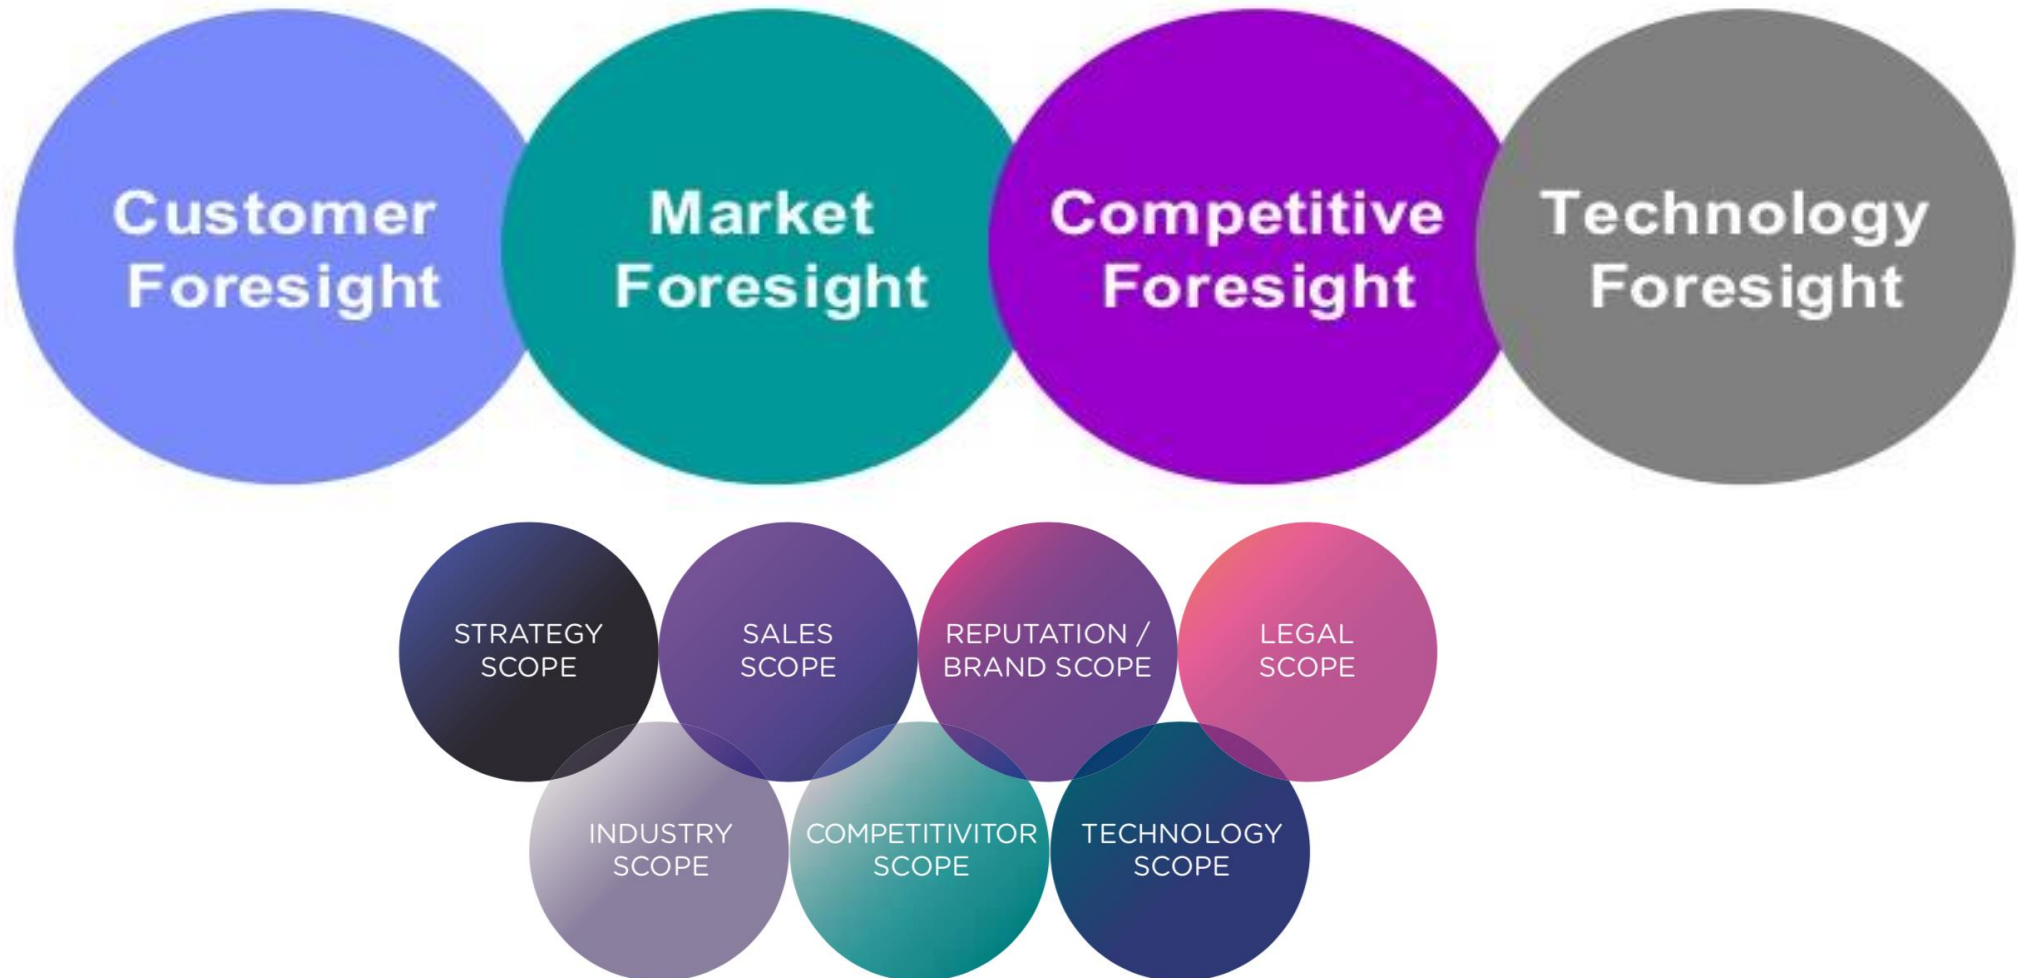 Customer
Foresight
Market
Foresight
Competitive
Foresight
Technology
Foresight
STRATEGY
SCOPE
SALES
SCOPE
REPUTATION /
BRAND SCOPE
LEGAL
SCOPE
INDUSTRY
SCOPE
COMPETITIVITOR
SCOPE
TECHNOLOGY
SCOPE